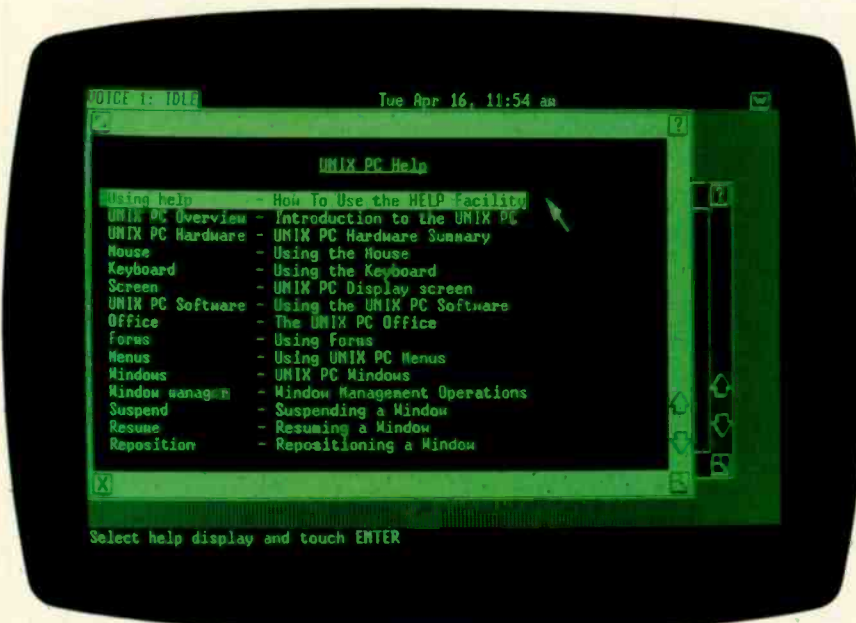 VOICE 1: IDLE
Tue Apr 16, 11:54 am
?
UNIX PC Help
Using help - How To Use the HELP Facility
UNIX PC Overview - Introduction to the UNIX PC
UNIX PC Hardware - UNIX PC Hardware Summary
Mouse - Using the Mouse
Keyboard - Using the Keyboard
Screen - UNIX PC Display screen
UNIX PC Software - Using the UNIX PC Software
Office - The UNIX PC Office
Forms - Using Forms
Menus - Using UNIX PC Menus
Windows - UNIX PC Windows
Window manager - Window Management Operations
Suspend - Suspending a Window
Resume - Resuming a Window
Reposition - Repositioning a Window
X
?
Select help display and touch ENTER